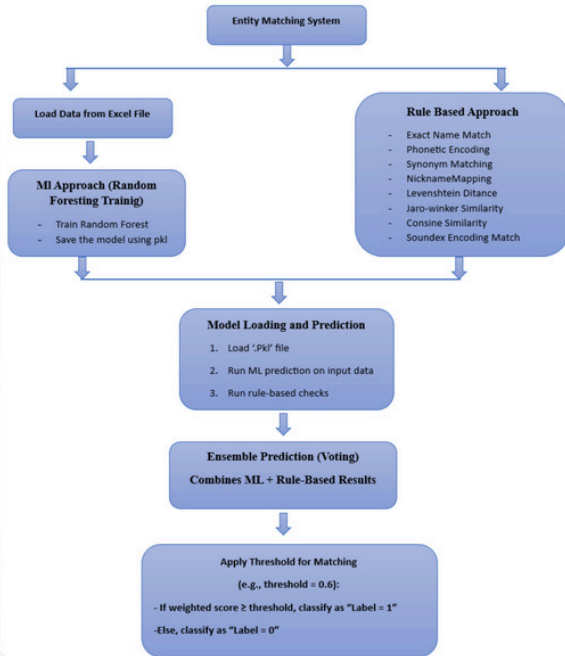 Entity Matching System
Load Data from Excel File
Ml Approach (Random
Foresting Trainig)
- Train Random Forest
- Save the model using pkl
Rule Based Approach
- Exact Name Match
- Phonetic Encoding
- Synonym Matching
- NicknameMapping
- Levenshtein Ditance
- Jaro-winker Similarity
- Consine Similarity
- Soundex Encoding Match
Model Loading and Prediction
1. Load ‘.Pkl’ file
2. Run ML prediction on input data
3. Run rule-based checks
Ensemble Prediction (Voting)
Combines ML + Rule-Based Results
Apply Threshold for Matching
(e.g., threshold = 0.6):
- If weighted score ≥ threshold, classify as “Label = 1”
-Else, classify as “Label = 0”